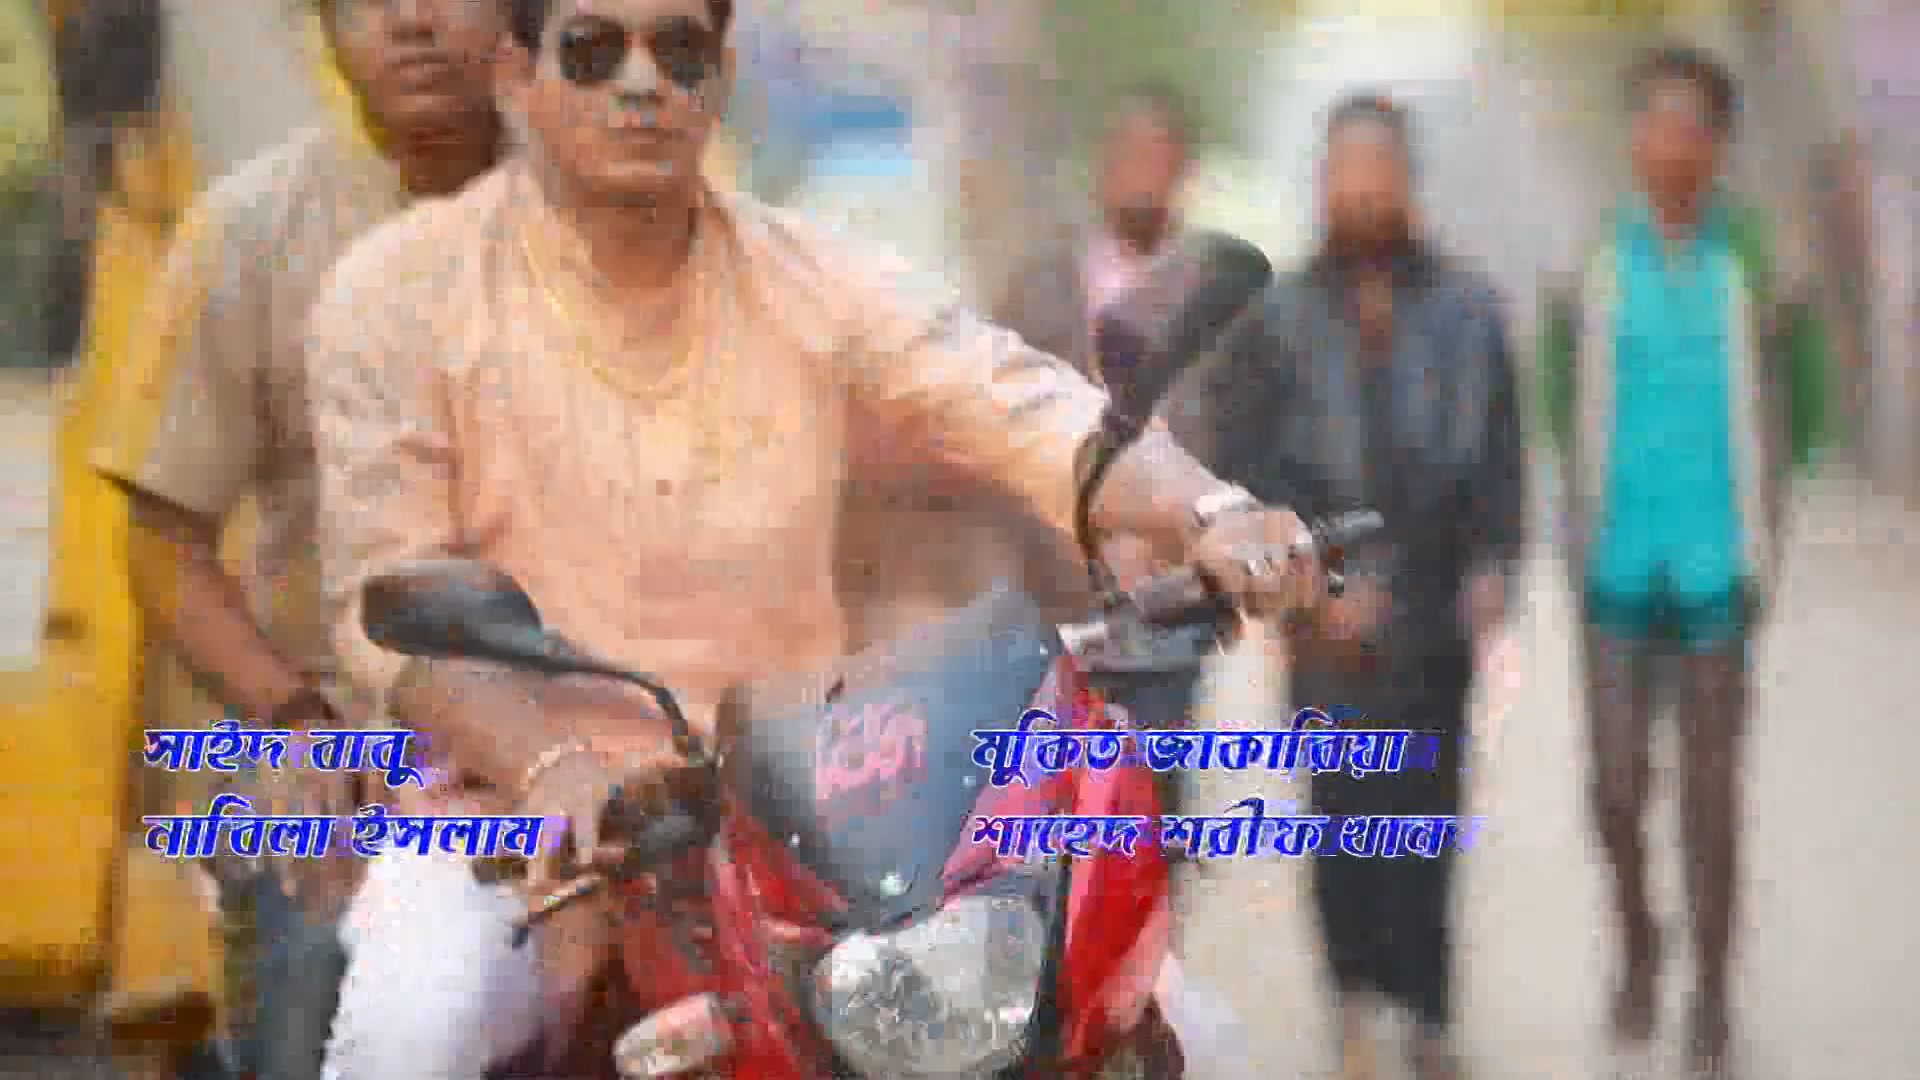 সাইদ বাবু
মুকিত জাকারিয়া
নাবিলা ইসলাম
শাহেদ শরীফ খান